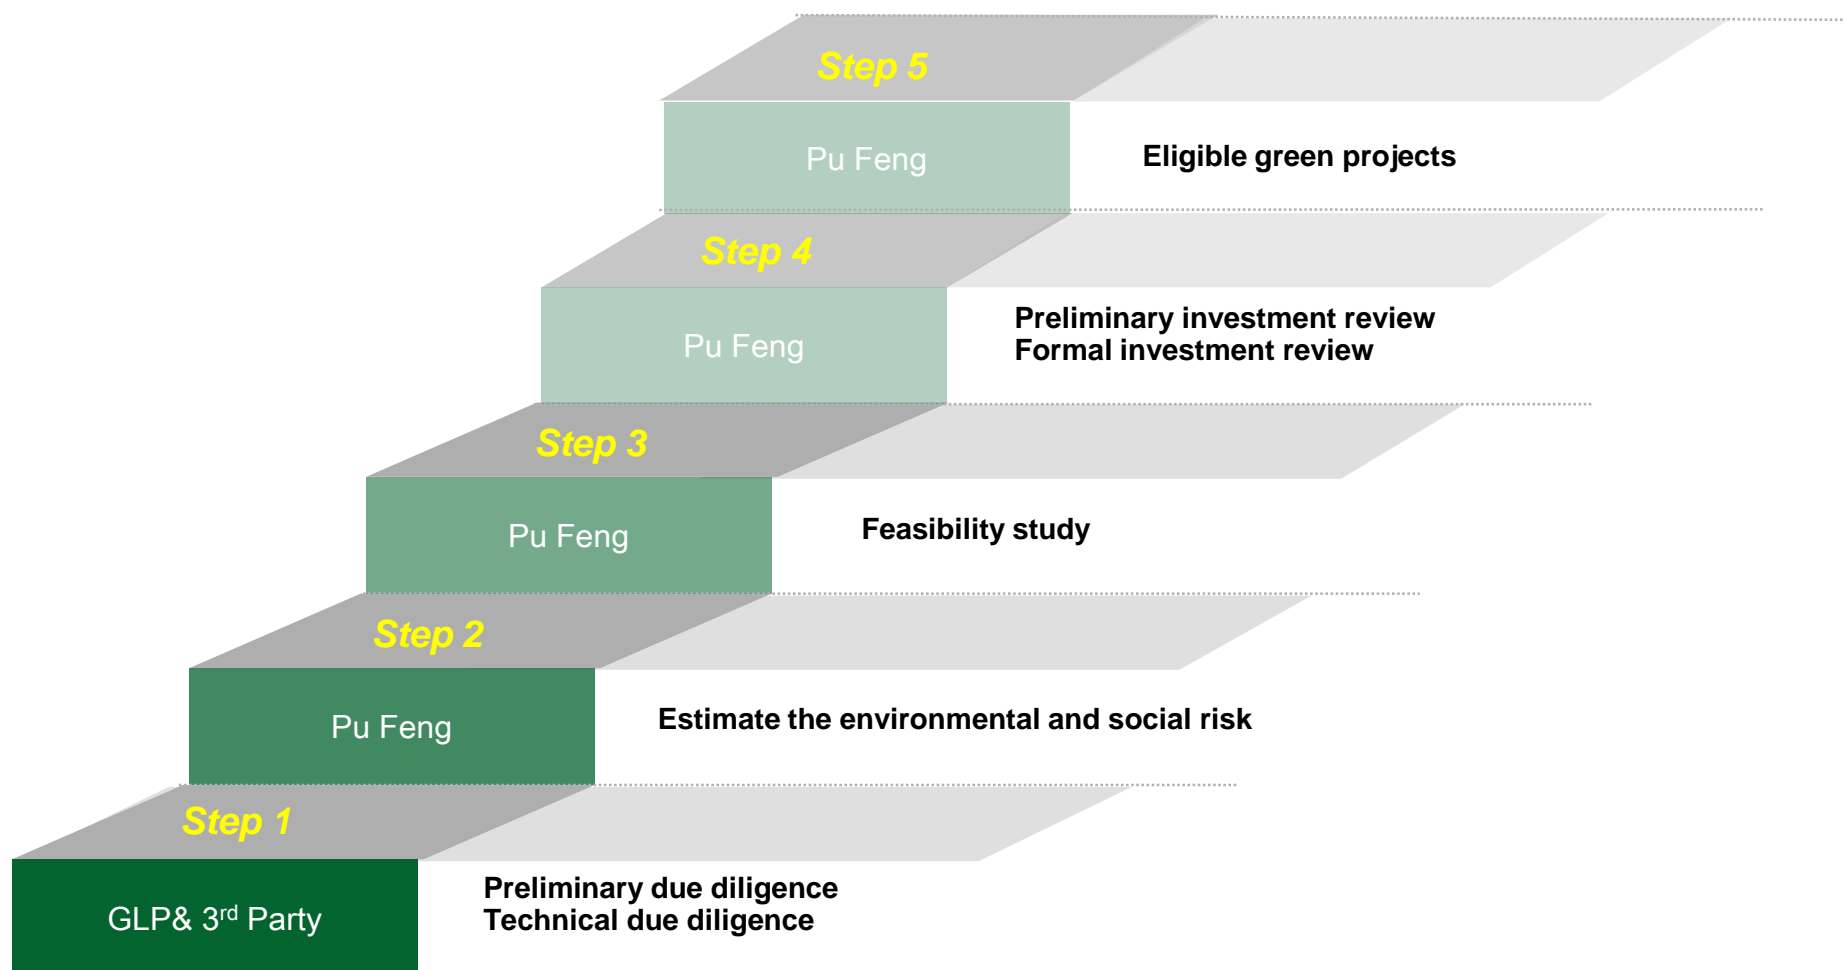 Step 5
Pu Feng
Eligible green projects
Step 4
Pu Feng
Preliminary investment review
Formal investment review
Step 3
Pu Feng
Feasibility study
Step 2
Pu Feng
Estimate the environmental and social risk
Step 1
GLP& 3rd Party
Preliminary due diligence
Technical due diligence